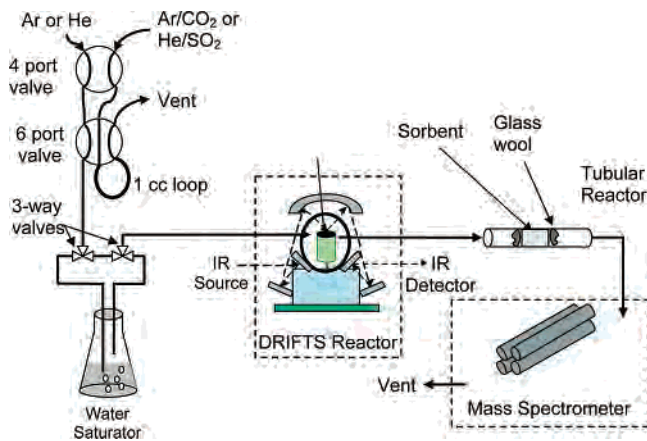 Ar or He
Ar/CO2 or
He/SO2
4 port
valve
6 port
valve
Vent
1 cc loop
3-way
valves
Water
Saturator
IR
Source
IR
Detector
DRIFTS Reactor
Sorbent
Glass
wool
Tubular
Reactor
Vent
Mass Spectrometer